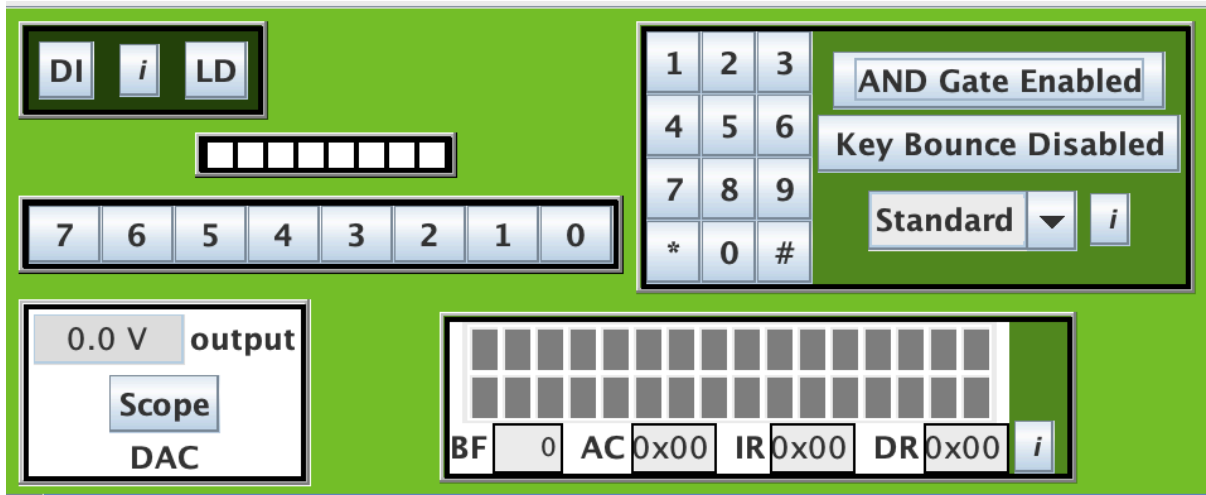 DI i LD
7 6 5 4 3 2 1 0
1 2 3
4 5 6
7 8 9
* 0 #
AND Gate Enabled
Key Bounce Disabled
Standard i
0.0 V output
Scope
DAC
BF 0 AC 0x00 IR 0x00 DR 0x00 i